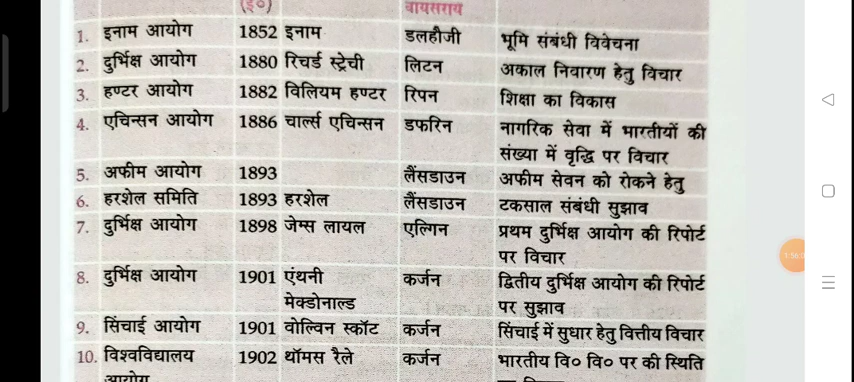 (ई०) वायसराय
1. इनाम आयोग 1852 इनाम डलहौजी भूमि संबंधी विवेचना
2. दुर्भिक्ष आयोग 1880 रिचर्ड स्ट्रेची लिटन अकाल निवारण हेतु विचार
3. हण्टर आयोग 1882 विलियम हण्टर रिपन शिक्षा का विकास
4. एचिन्सन आयोग 1886 चार्ल्स एचिन्सन डफरिन नागरिक सेवा में भारतीयों की
संख्या में वृद्धि पर विचार
5. अफीम आयोग 1893 लैंसडाउन अफीम सेवन को रोकने हेतु
6. हरशेल समिति 1893 हरशेल लैंसडाउन टकसाल संबंधी सुझाव
7. दुर्भिक्ष आयोग 1898 जेम्स लायल एल्गिन प्रथम दुर्भिक्ष आयोग की रिपोर्ट
पर विचार
8. दुर्भिक्ष आयोग 1901 एंथनी कर्जन द्वितीय दुर्भिक्ष आयोग की रिपोर्ट
मेक्डोनाल्ड पर सुझाव
9. सिंचाई आयोग 1901 वोल्विन स्कॉट कर्जन सिंचाई में सुधार हेतु वित्तीय विचार
10. विश्वविद्यालय 1902 थॉमस रैले कर्जन भारतीय वि० वि० पर की स्थिति
आयोग
1:56:0